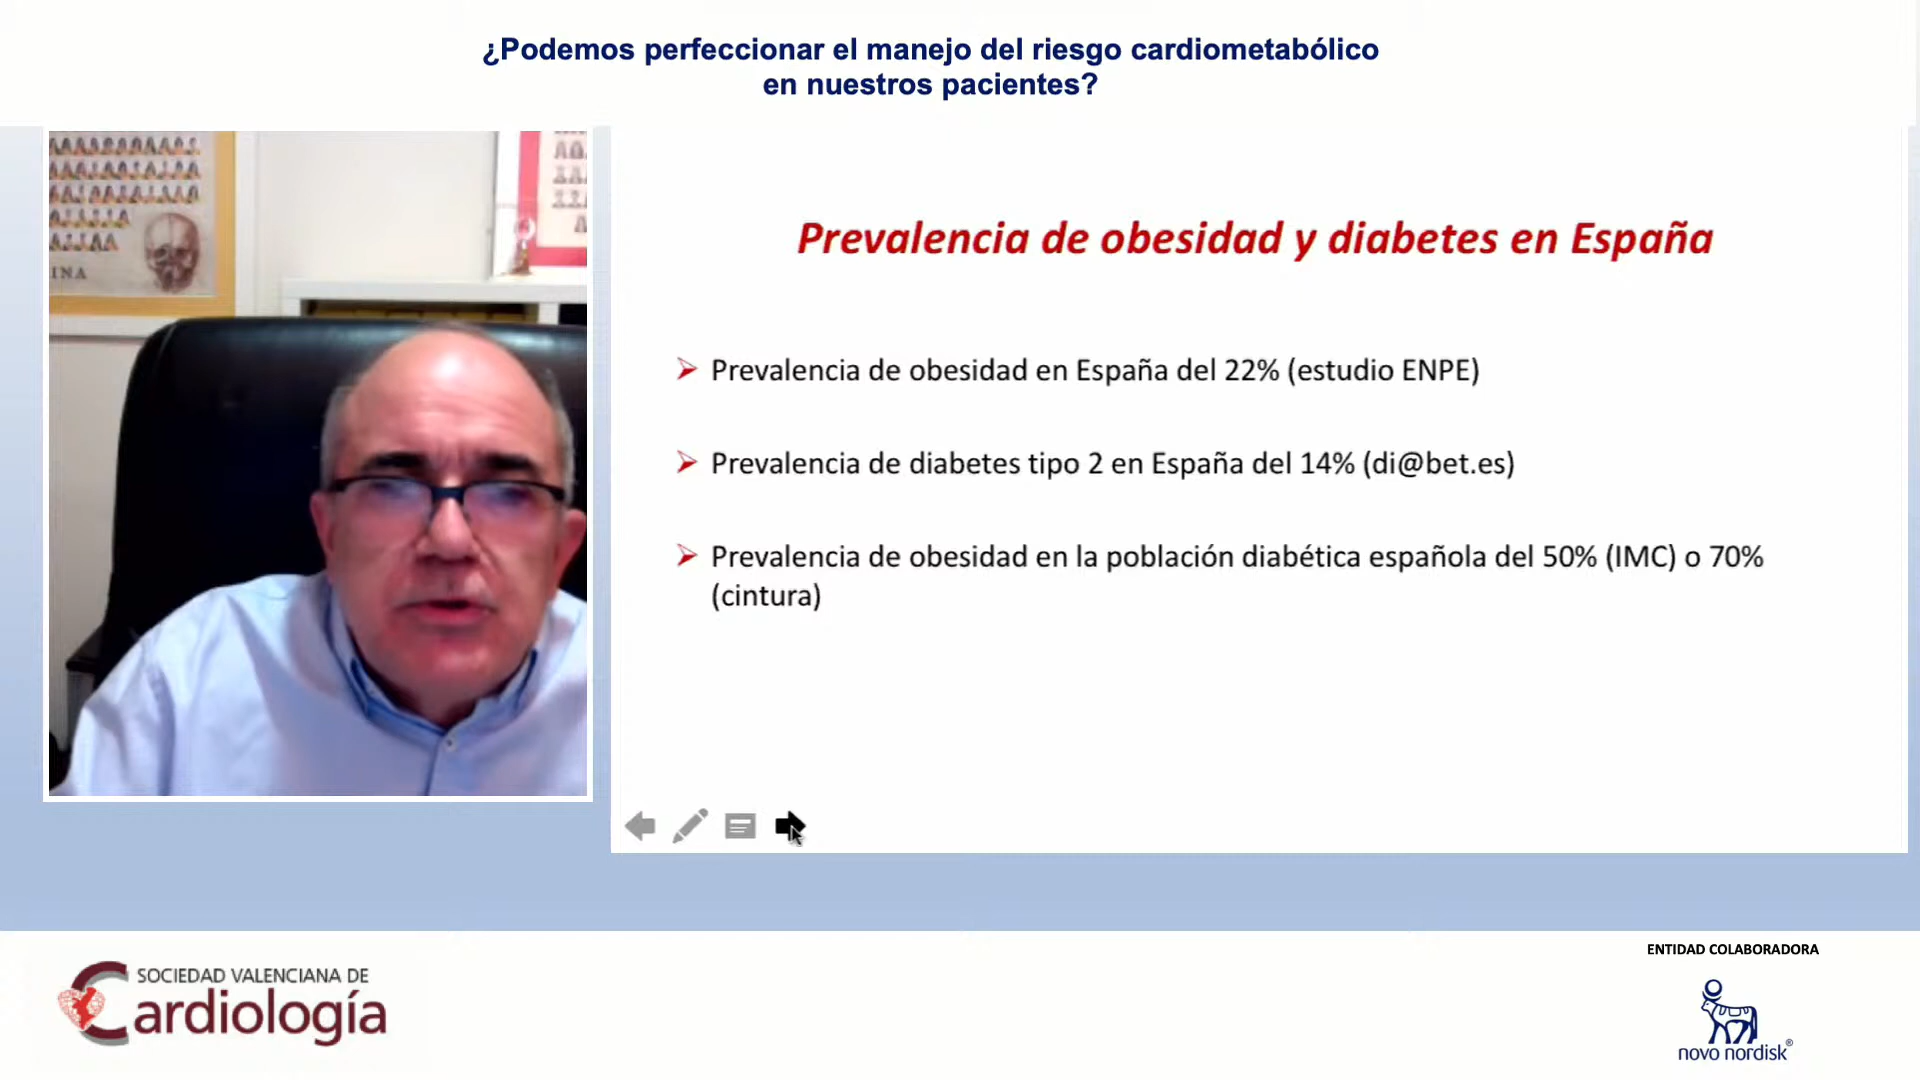 ¿Podemos perfeccionar el manejo del riesgo cardiometabólico
en nuestros pacientes?
INA
Prevalencia de obesidad y diabetes en España
Prevalencia de obesidad en España del 22% (estudio ENPE)
Prevalencia de diabetes tipo 2 en España del 14% (di@bet.es)
Prevalencia de obesidad en la población diabética española del 50% (IMC) o 70%
(cintura)
SOCIEDAD VALENCIANA DE
Cardiología
ENTIDAD COLABORADORA
novo nordisk®